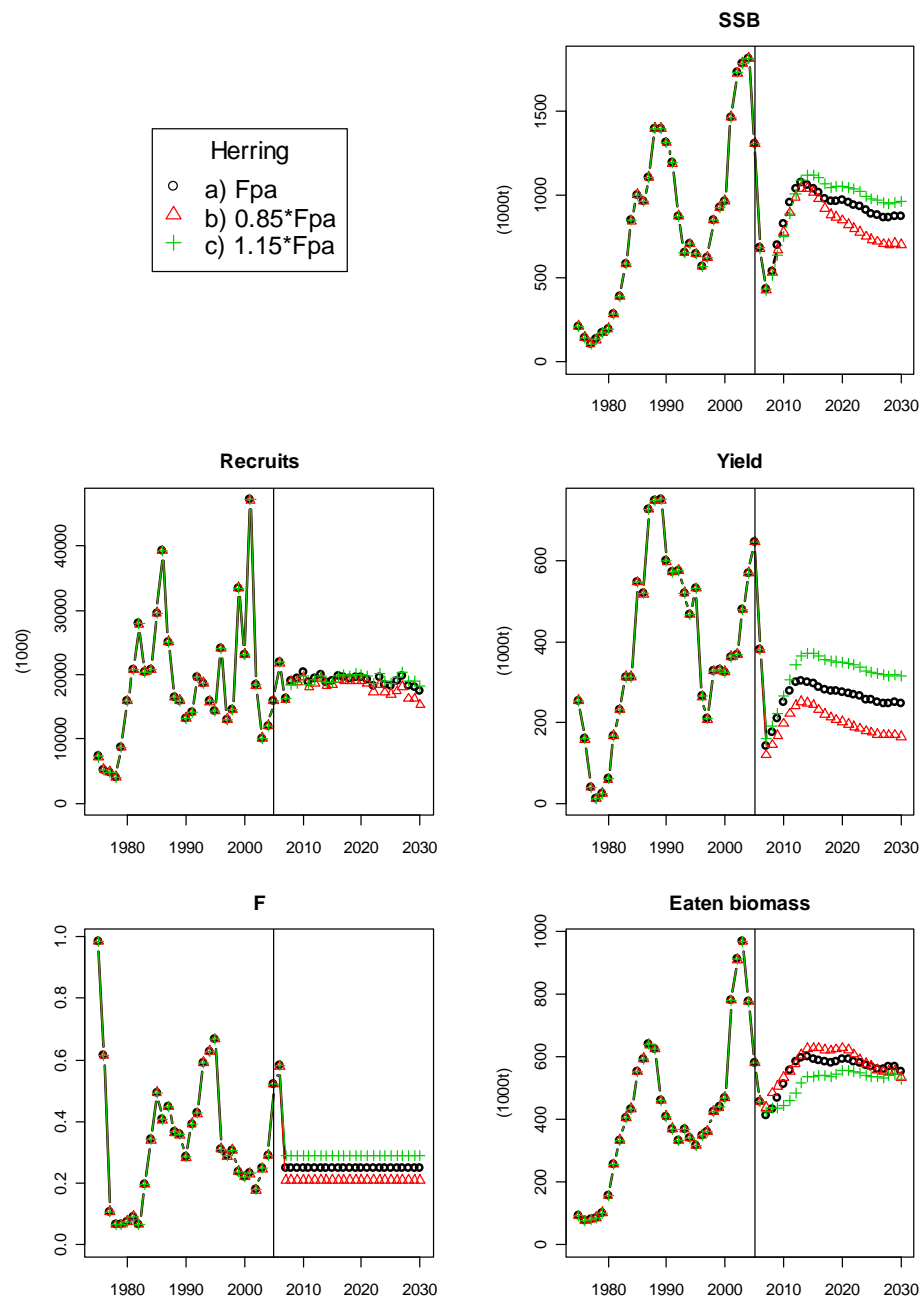 SSB
Herring
a) Fpa
b) 0.85*Fpa
c) 1.15*Fpa
(1000t)
0 500 1000 1500
1980 1990 2000 2010 2020 2030
Recruits
(1000)
0 10000 20000 30000 40000
1980 1990 2000 2010 2020 2030
Yield
(1000t)
0 200 400 600
1980 1990 2000 2010 2020 2030
F
0.0 0.2 0.4 0.6 0.8 1.0
1980 1990 2000 2010 2020 2030
Eaten biomass
(1000t)
0 200 400 600 800 1000
1980 1990 2000 2010 2020 2030